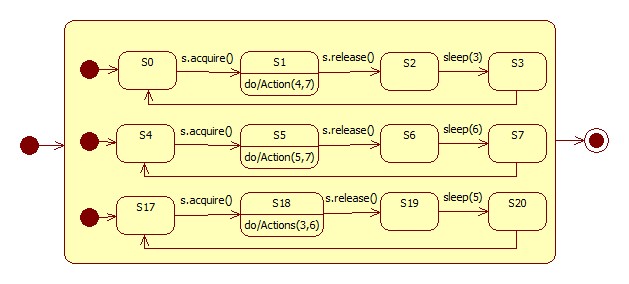 S0 s.acquire() S1 s.release() S2 sleep(3) S3
do/Action(4,7)
S4 s.acquire() S5 s.release() S6 sleep(6) S7
do/Action(5,7)
S17 s.acquire() S18 s.release() S19 sleep(5) S20
do/Actions(3,6)